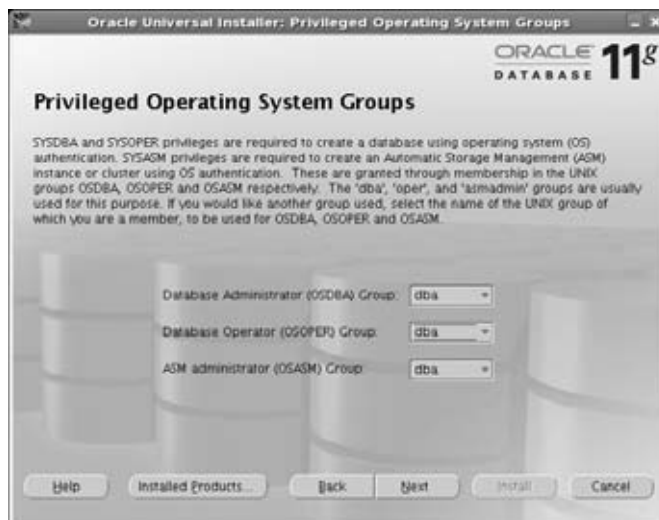 Oracle Universal Installer: Privileged Operating System Groups
ORACLE 11g
DATABASE
Privileged Operating System Groups
SYSDBA and SYSOPER privileges are required to create a database using operating system (OS)
authentication. SYSASM privileges are required to create an Automatic Storage Management (ASM)
instance or cluster using OS authentication. These are granted through membership in the UNIX
groups OSDBA, OSOPER and OSASM respectively. The 'dba', 'oper', and 'asmadmin' groups are usually
used for this purpose. If you would like another group used, select the name of the UNIX group of
which you are a member, to be used for OSDBA, OSOPER and OSASM.
Database Administrator (OSDBA) Group: dba
Database Operator (OSOPER) Group: dba
ASM administrator (OSASM) Group: dba
Help Installed Products... Back Next Install Cancel